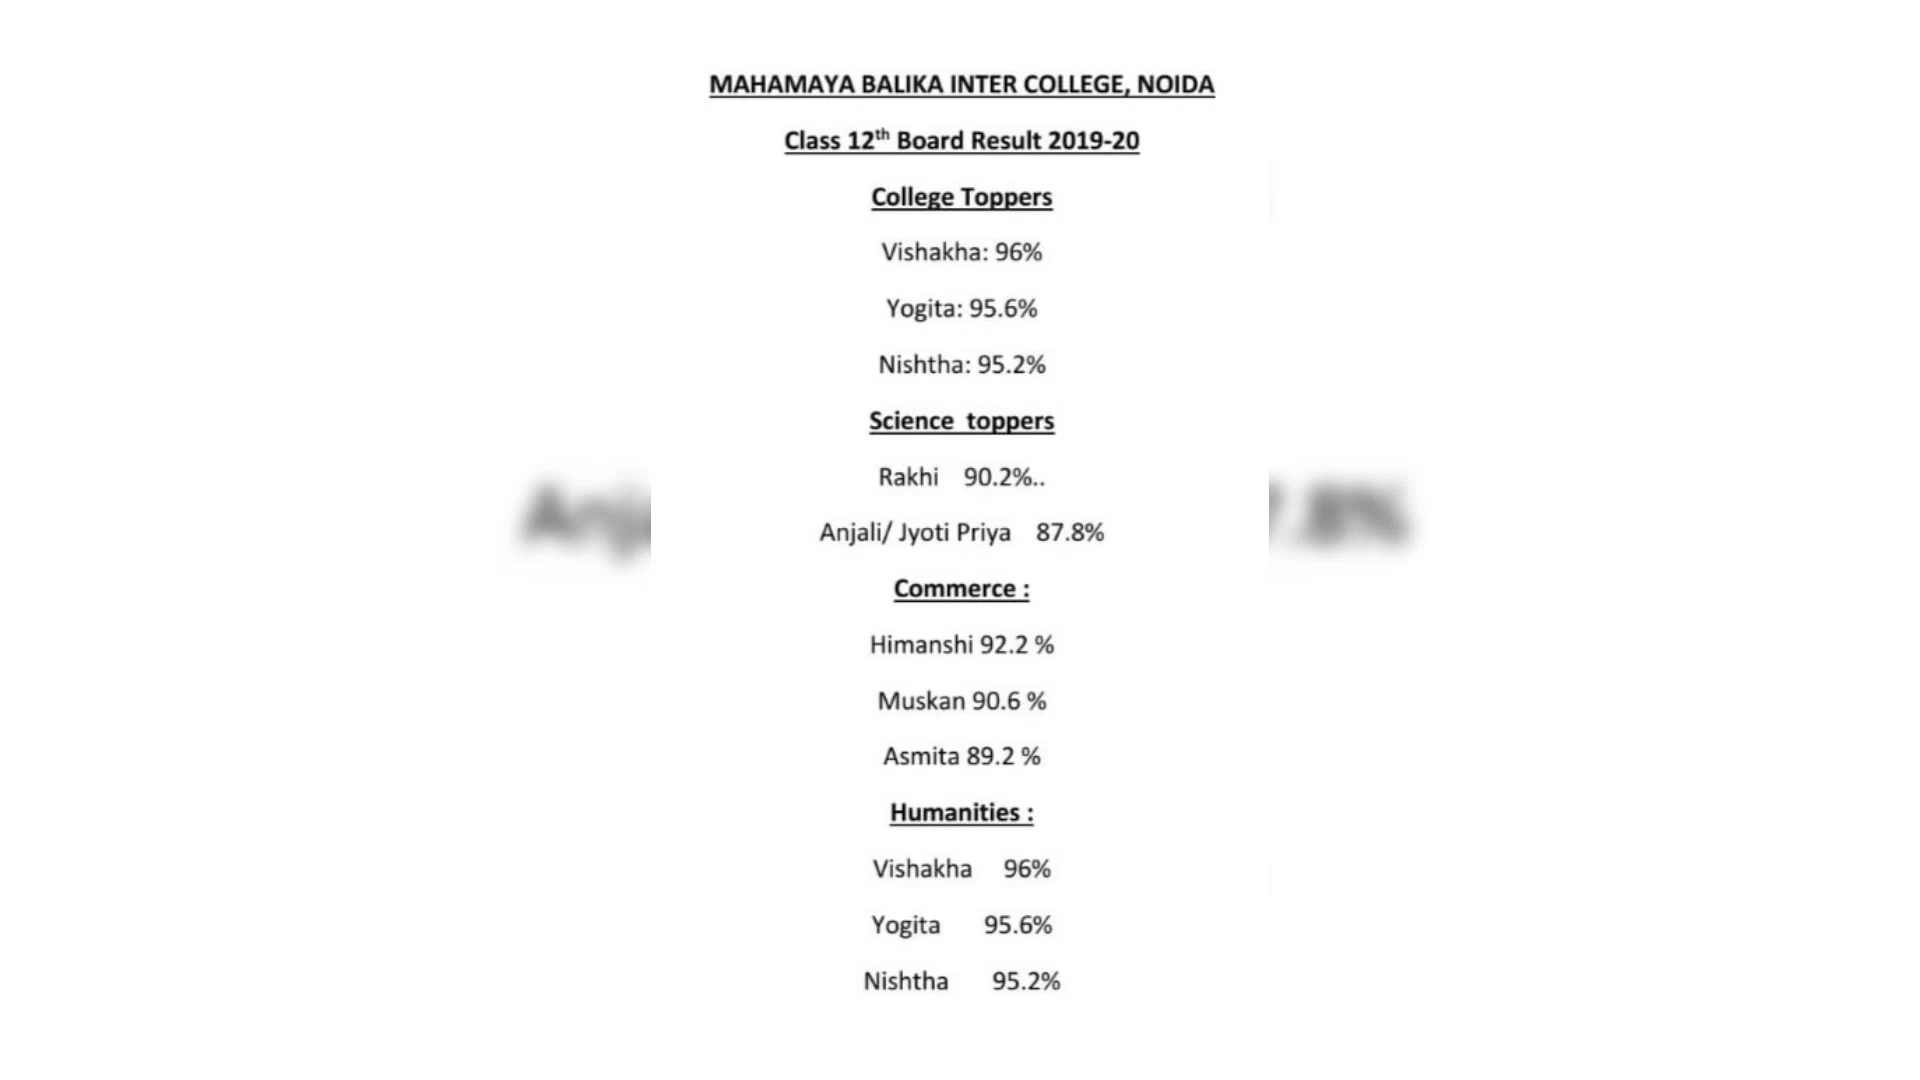 MAHAMAYA BALIKA INTER COLLEGE, NOIDA
Class 12th Board Result 2019-20
College Toppers
Vishakha: 96%
Yogita: 95.6%
Nishtha: 95.2%
Science toppers
Rakhi 90.2%..
Anjali/ Jyoti Priya 87.8%
Commerce :
Himanshi 92.2 %
Muskan 90.6 %
Asmita 89.2 %
Humanities :
Vishakha 96%
Yogita 95.6%
Nishtha 95.2%